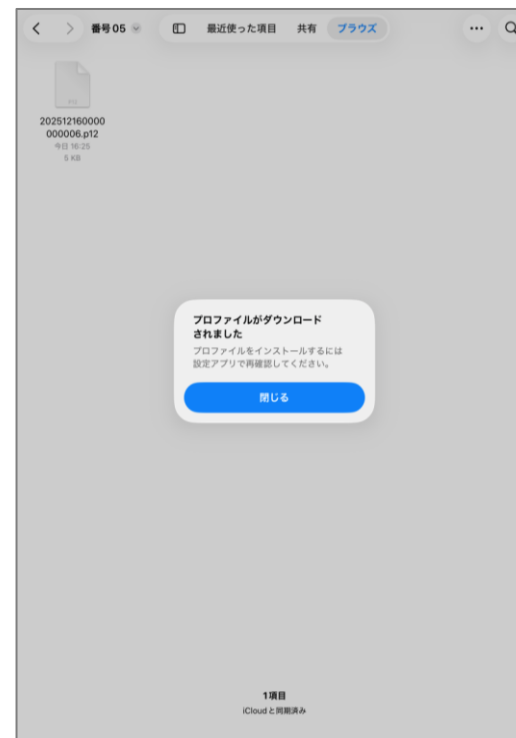 番号05
最近使った項目
共有
ブラウズ
202512160000
000006.p12
今日 16:25
5 KB
プロファイルがダウンロード
されました
プロファイルをインストールするには
設定アプリで再確認してください。
閉じる
1項目
iCloudと同期済み